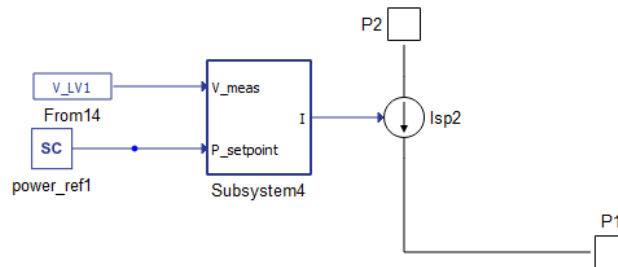 P2
V_LV1
V_meas
From14
I
Isp2
SC
P_setpoint
power_ref1
Subsystem4
P1